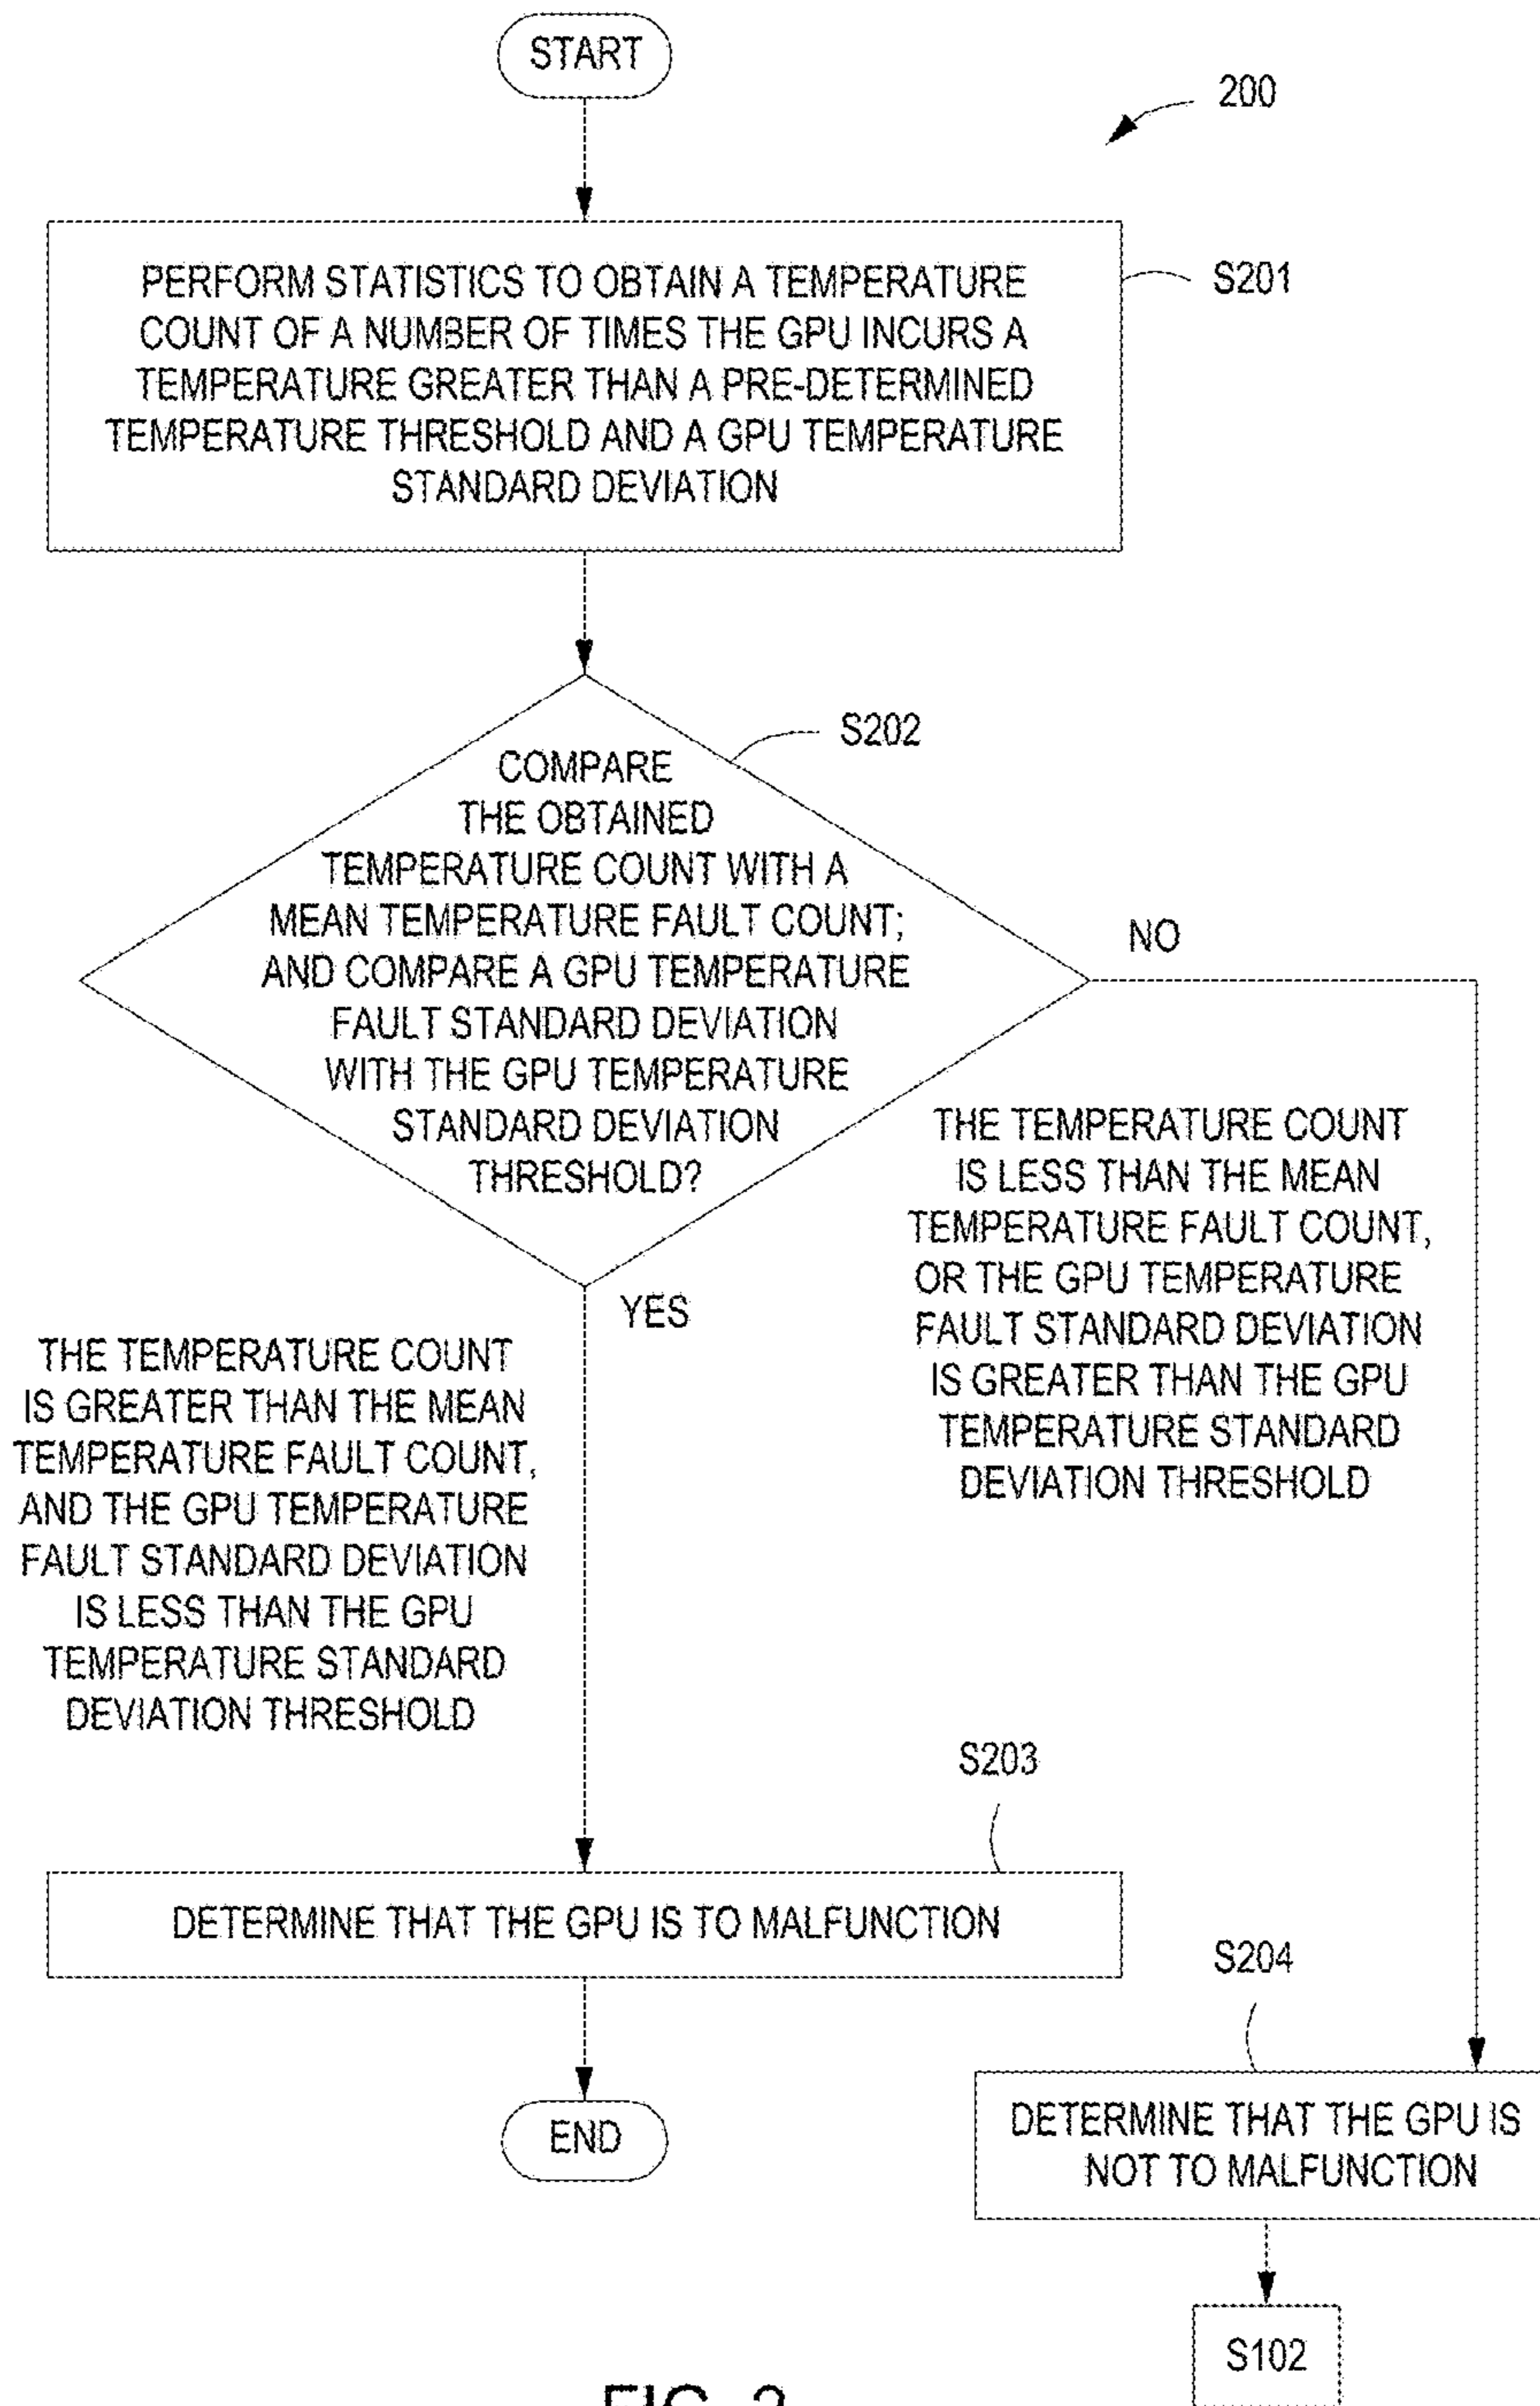 START
200
PERFORM STATISTICS TO OBTAIN A TEMPERATURE
COUNT OF A NUMBER OF TIMES THE GPU INCURS A
TEMPERATURE GREATER THAN A PRE-DETERMINED
TEMPERATURE THRESHOLD AND A GPU TEMPERATURE
STANDARD DEVIATION
S201
S202
COMPARE
THE OBTAINED
TEMPERATURE COUNT WITH A
MEAN TEMPERATURE FAULT COUNT;
AND COMPARE A GPU TEMPERATURE
FAULT STANDARD DEVIATION
WITH THE GPU TEMPERATURE
STANDARD DEVIATION
THRESHOLD?
NO
THE TEMPERATURE COUNT
IS LESS THAN THE MEAN
TEMPERATURE FAULT COUNT,
OR THE GPU TEMPERATURE
FAULT STANDARD DEVIATION
IS GREATER THAN THE GPU
TEMPERATURE STANDARD
DEVIATION THRESHOLD
YES
THE TEMPERATURE COUNT
IS GREATER THAN THE MEAN
TEMPERATURE FAULT COUNT,
AND THE GPU TEMPERATURE
FAULT STANDARD DEVIATION
IS LESS THAN THE GPU
TEMPERATURE STANDARD
DEVIATION THRESHOLD
S203
DETERMINE THAT THE GPU IS TO MALFUNCTION
S204
END
DETERMINE THAT THE GPU IS
NOT TO MALFUNCTION
S102